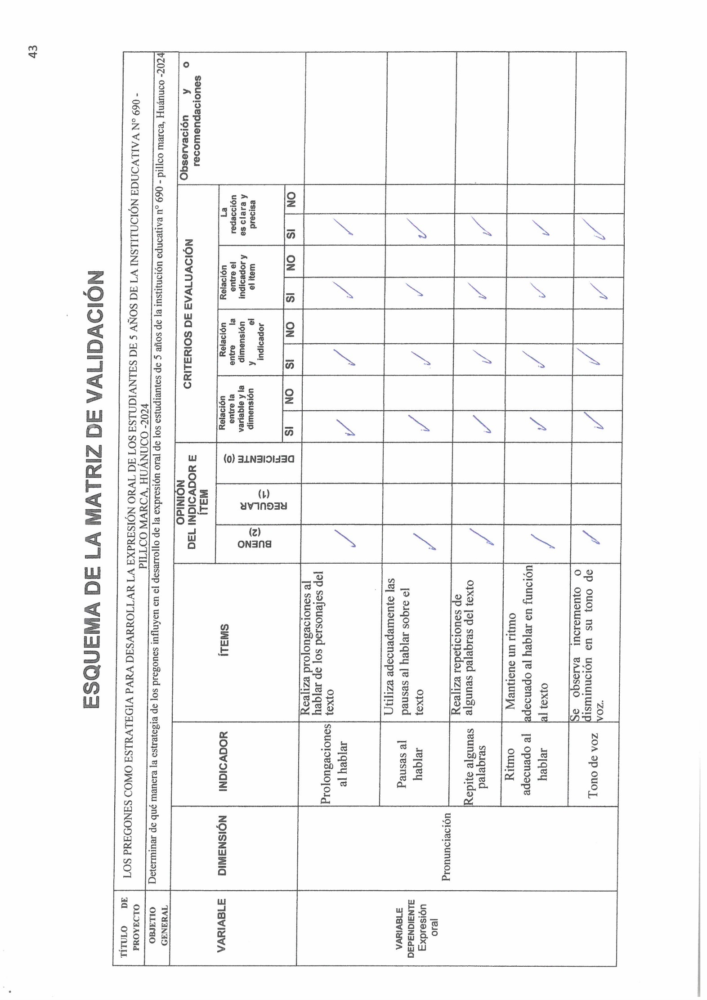 43
ESQUEMA DE LA MATRIZ DE VALIDACIÓN
TÍTULO DE
PROYECTO
LOS PREGONES COMO ESTRATEGIA PARA DESARROLLAR LA EXPRESIÓN ORAL DE LOS ESTUDIANTES DE 5 AÑOS DE LA INSTITUCIÓN EDUCATIVA N° 690 -
PILLCO MARCA, HUÁNUCO -2024
OBJETIO
GENERAL
Determinar de qué manera la estrategia de los pregones influyen en el desarrollo de la expresión oral de los estudiantes de 5 años de la institución educativa n° 690 - pillco marca, Huánuco -2024
VARIABLE
DIMENSIÓN
INDICADOR
ÍTEMS
OPINIÓN
DEL INDICADOR E
ÍTEM
CRITERIOS DE EVALUACIÓN
Observación y o
recomendaciones
BUENO
(2)
REGULAR
(1)
DEFICIENTE (0)
Relación
entre la
variable y la
dimensión
Relación
entre la
dimensión
y el
indicador
Relación
entre el
indicador y
el item
La
redacción
es clara y
precisa
SI
NO
SI
NO
SI
NO
SI
NO
VARIABLE
DEPENDIENTE
Expresión
oral
Pronunciación
Prolongaciones
al hablar
Realiza prolongaciones al
hablar de los personajes del
texto
✓ ✓ ✓ ✓ ✓
Pausas al
hablar
Utiliza adecuadamente las
pausas al hablar sobre el
texto
✓ ✓ ✓ ✓ ✓
Repite algunas
palabras
Realiza repeticiones de
algunas palabras del texto
✓ ✓ ✓ ✓ ✓
Ritmo
adecuado al
hablar
Mantiene un ritmo
adecuado al hablar en función
al texto
✓ ✓ ✓ ✓ ✓
Tono de voz
Se observa incremento o
disminución en su tono de
voz.
✓ ✓ ✓ ✓ ✓